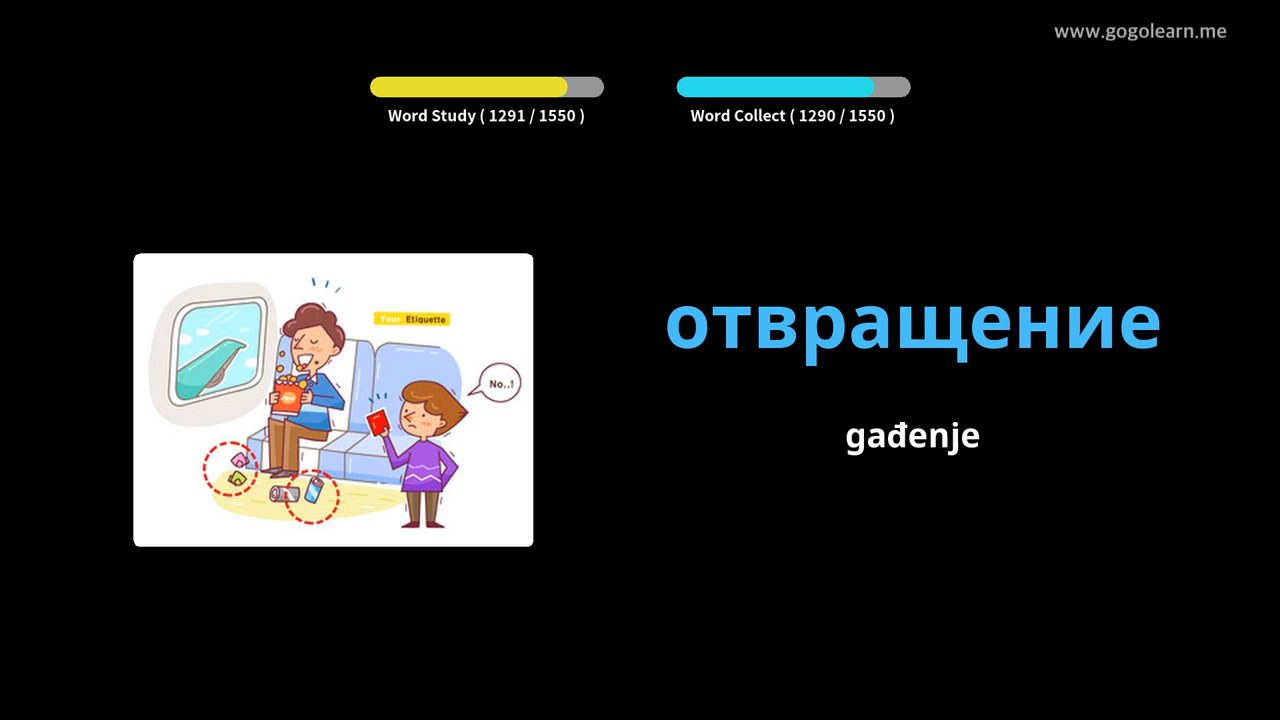 www.gogolearn.me
Word Study ( 1291 / 1550 )
Word Collect ( 1290 / 1550 )
Your Etiquette
No..!
отвращение
gađenje